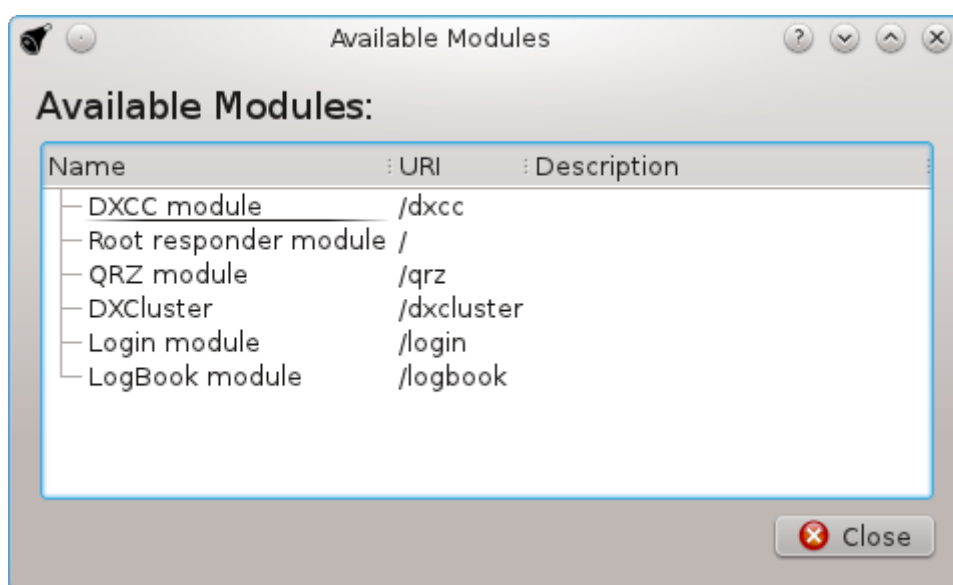 Available Modules
Available Modules:
Name URI Description
DXCC module /dxcc
Root responder module /
QRZ module /qrz
DXCluster /dxcluster
Login module /login
LogBook module /logbook
Close